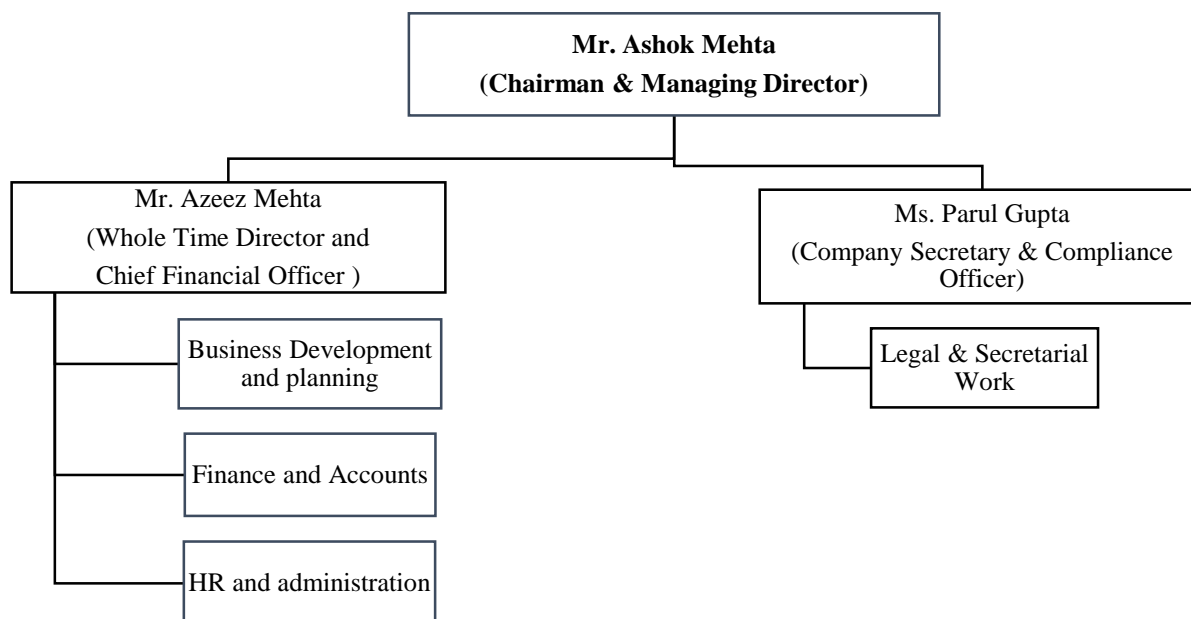 Mr. Ashok Mehta
(Chairman & Managing Director)
Mr. Azeez Mehta
(Whole Time Director and
Chief Financial Officer )
Ms. Parul Gupta
(Company Secretary & Compliance
Officer)
Business Development
and planning
Legal & Secretarial
Work
Finance and Accounts
HR and administration